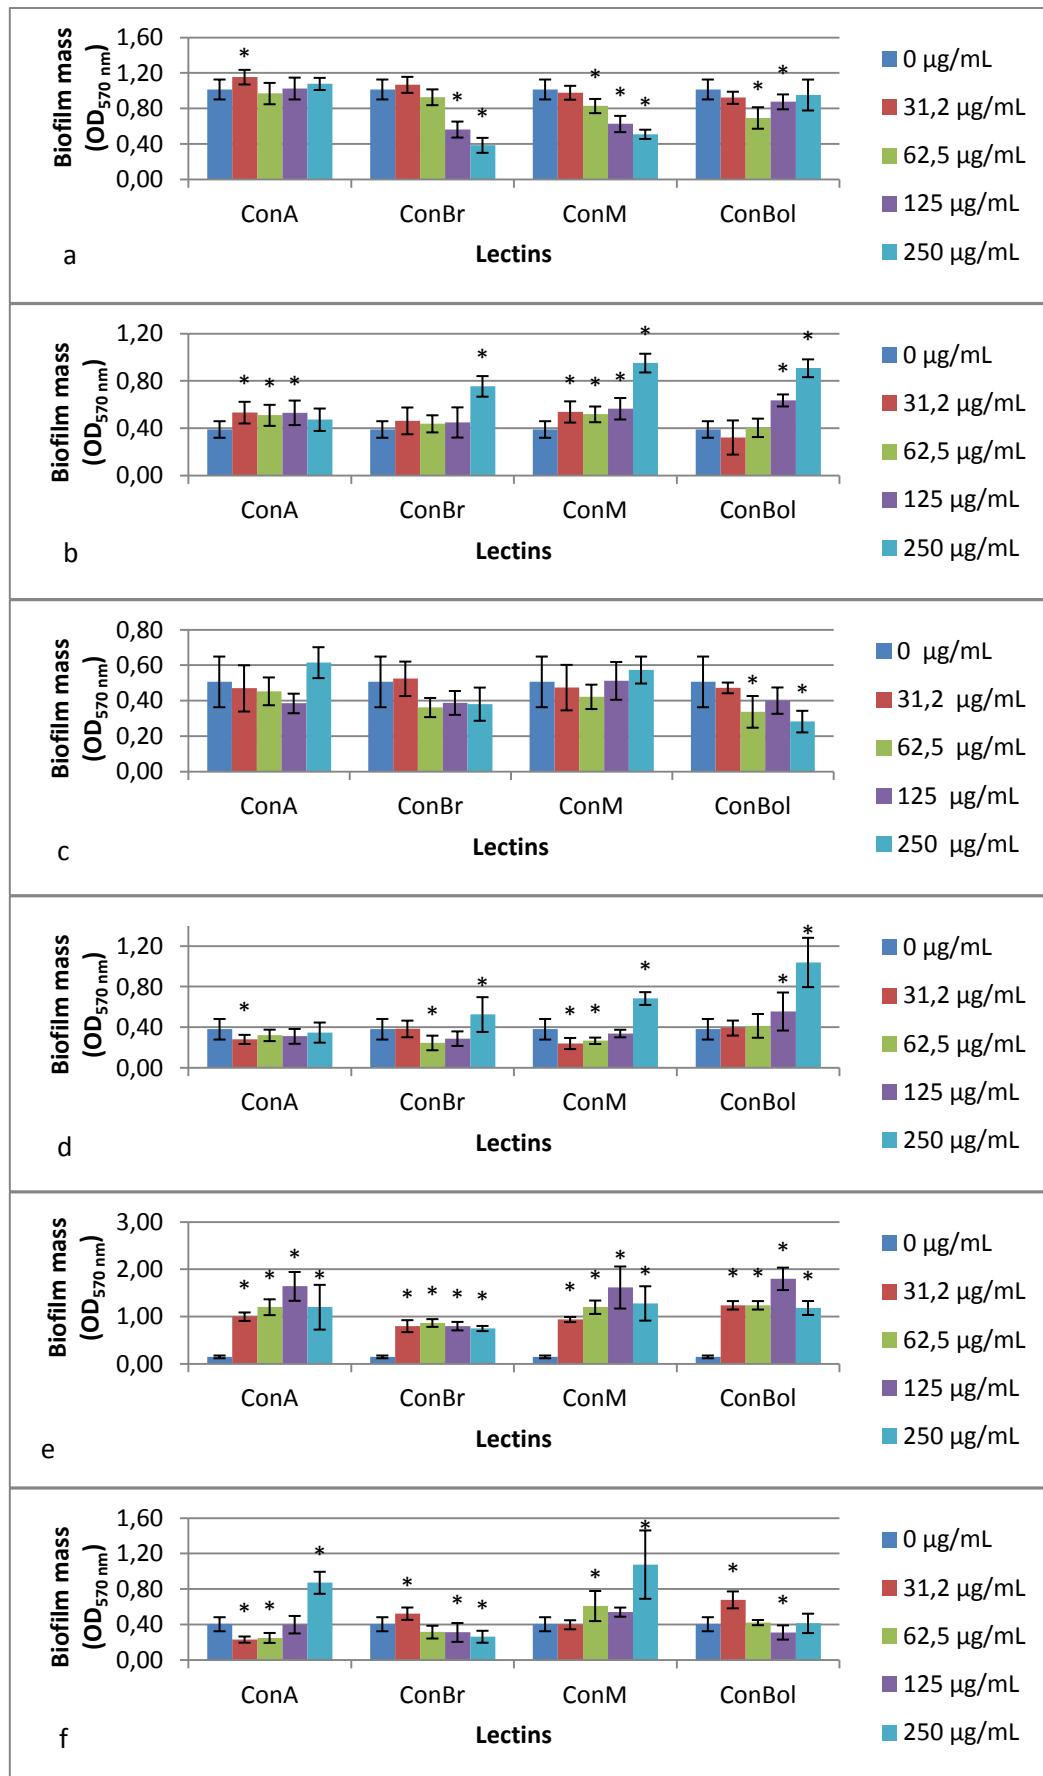 Biofilm mass
(OD570 nm)
1,60
1,20
0,80
0,40
0,00
*
* *
* * *
* *
ConA ConBr ConM ConBol
Lectins
a
0 µg/mL
31,2 µg/mL
62,5 µg/mL
125 µg/mL
250 µg/mL
Biofilm mass
(OD570 nm)
1,20
0,80
0,40
0,00
* * *
*
* * * *
* *
ConA ConBr ConM ConBol
Lectins
b
0 µg/mL
31,2 µg/mL
62,5 µg/mL
125 µg/mL
250 µg/mL
Biofilm mass
(OD570 nm)
0,80
0,60
0,40
0,20
0,00
* *
ConA ConBr ConM ConBol
Lectins
c
0 µg/mL
31,2 µg/mL
62,5 µg/mL
125 µg/mL
250 µg/mL
Biofilm mass
(OD570 nm)
1,20
0,80
0,40
0,00
*
* *
* * *
* *
ConA ConBr ConM ConBol
Lectins
d
0 µg/mL
31,2 µg/mL
62,5 µg/mL
125 µg/mL
250 µg/mL
Biofilm mass
(OD570 nm)
3,00
2,00
1,00
0,00
* * * *
* * * *
* * * *
* * * *
ConA ConBr ConM ConBol
Lectins
e
0 µg/mL
31,2 µg/mL
62,5 µg/mL
125 µg/mL
250 µg/mL
Biofilm mass
(OD570 nm)
1,60
1,20
0,80
0,40
0,00
* * *
* * *
* *
* *
ConA ConBr ConM ConBol
Lectins
f
0 µg/mL
31,2 µg/mL
62,5 µg/mL
125 µg/mL
250 µg/mL